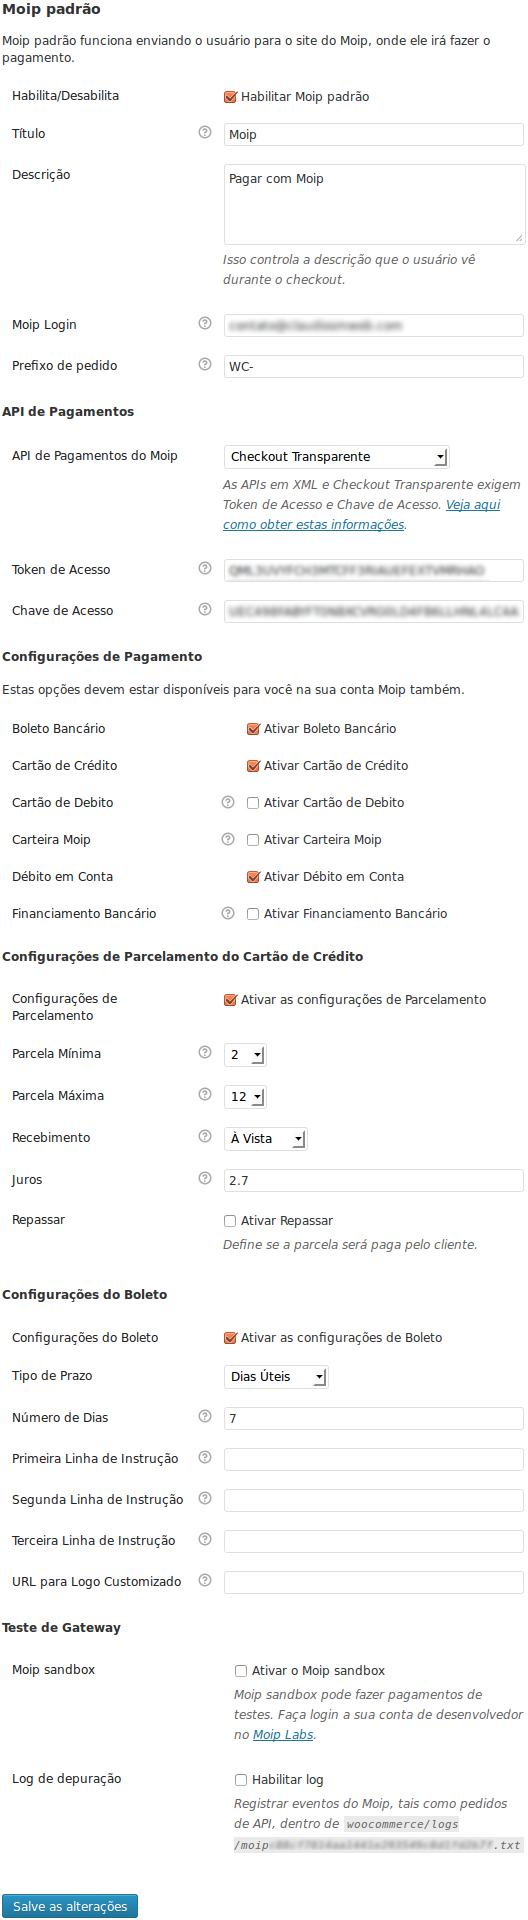 Moip padrão
Moip padrão funciona enviando o usuário para o site do Moip, onde ele irá fazer o
pagamento.
Habilita/Desabilita Habilitar Moip padrão
Título Moip
Descrição Pagar com Moip
Isso controla a descrição que o usuário vê
durante o checkout.
Moip Login
Prefixo de pedido WC-
API de Pagamentos
API de Pagamentos do Moip Checkout Transparente
As APIs em XML e Checkout Transparente exigem
Token de Acesso e Chave de Acesso. Veja aqui
como obter estas informações.
Token de Acesso
Chave de Acesso
Configurações de Pagamento
Estas opções devem estar disponíveis para você na sua conta Moip também.
Boleto Bancário Ativar Boleto Bancário
Cartão de Crédito Ativar Cartão de Crédito
Cartão de Debito Ativar Cartão de Debito
Carteira Moip Ativar Carteira Moip
Débito em Conta Ativar Débito em Conta
Financiamento Bancário Ativar Financiamento Bancário
Configurações de Parcelamento do Cartão de Crédito
Configurações de
Parcelamento Ativar as configurações de Parcelamento
Parcela Mínima 2
Parcela Máxima 12
Recebimento À Vista
Juros 2.7
Repassar Ativar Repassar
Define se a parcela será paga pelo cliente.
Configurações do Boleto
Configurações do Boleto Ativar as configurações de Boleto
Tipo de Prazo Dias Úteis
Número de Dias 7
Primeira Linha de Instrução
Segunda Linha de Instrução
Terceira Linha de Instrução
URL para Logo Customizado
Teste de Gateway
Moip sandbox Ativar o Moip sandbox
Moip sandbox pode fazer pagamentos de
testes. Faça login a sua conta de desenvolvedor
no Moip Labs.
Log de depuração Habilitar log
Registrar eventos do Moip, tais como pedidos
de API, dentro de woocommerce/logs
/moip .txt
Salve as alterações